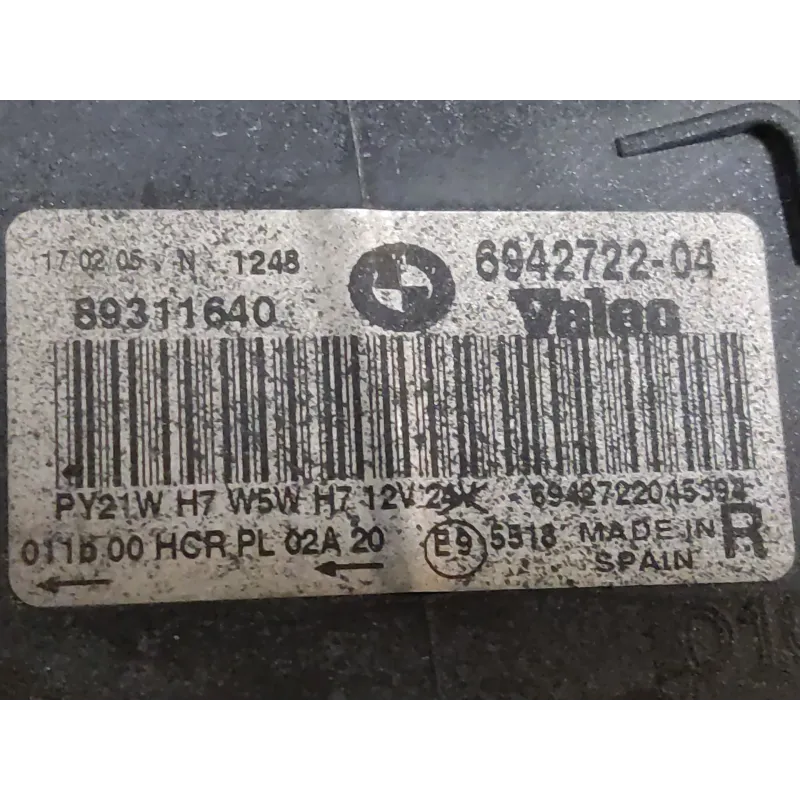 17 02 05 N 1248
6942722-04
89311640
Valeo
PY21W H7 W5W H7 12V 24V 6942722045394
011b 00 HCR PL 02A 20 E9 5518 MADE IN SPAIN R